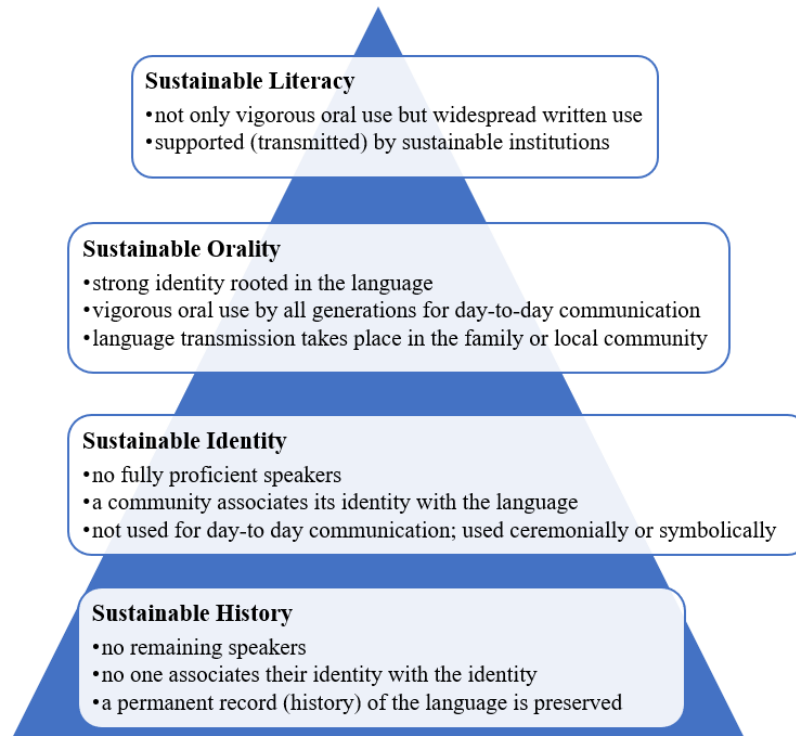 Sustainable Literacy
•not only vigorous oral use but widespread written use
•supported (transmitted) by sustainable institutions
Sustainable Orality
•strong identity rooted in the language
•vigorous oral use by all generations for day-to-day communication
•language transmission takes place in the family or local community
Sustainable Identity
•no fully proficient speakers
•a community associates its identity with the language
•not used for day-to day communication; used ceremonially or symbolically
Sustainable History
•no remaining speakers
•no one associates their identity with the identity
•a permanent record (history) of the language is preserved